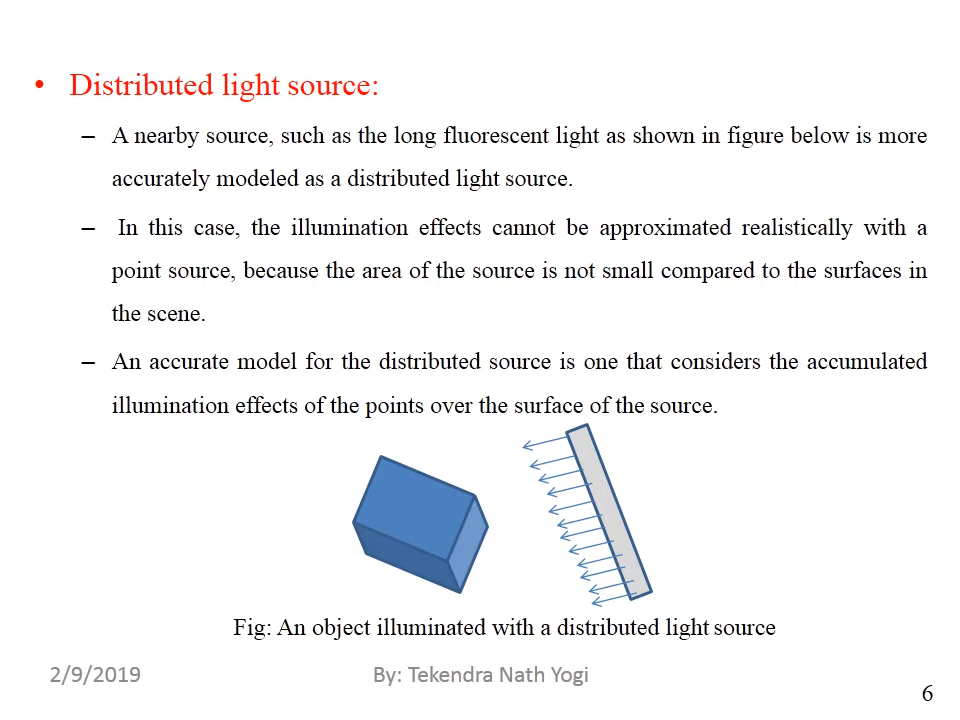 • Distributed light source:
– A nearby source, such as the long fluorescent light as shown in figure below is more
accurately modeled as a distributed light source.
– In this case, the illumination effects cannot be approximated realistically with a
point source, because the area of the source is not small compared to the surfaces in
the scene.
– An accurate model for the distributed source is one that considers the accumulated
illumination effects of the points over the surface of the source.
Fig: An object illuminated with a distributed light source
2/9/2019 By: Tekendra Nath Yogi
6